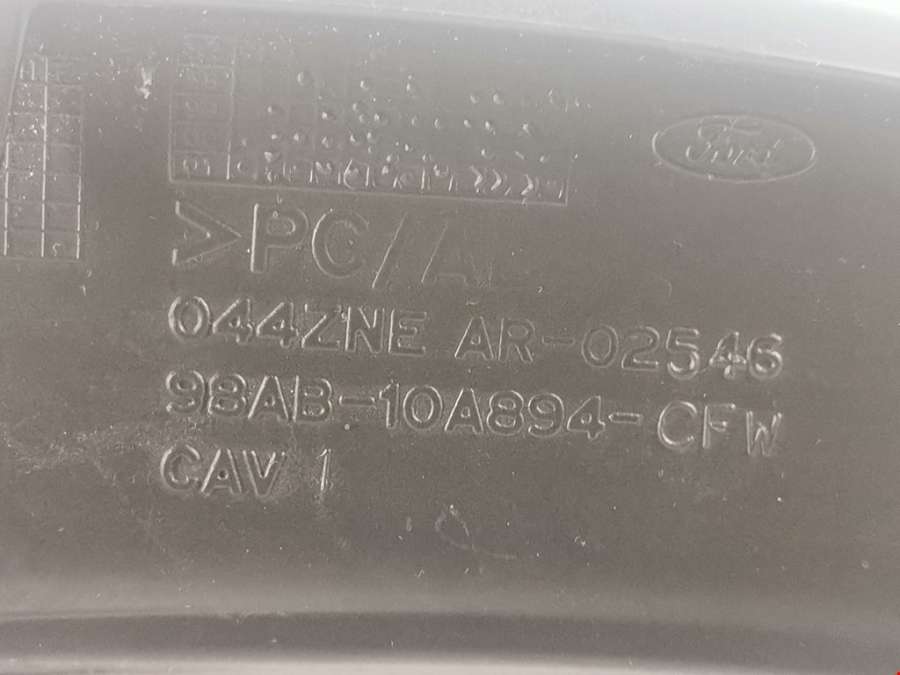 Ford
>PC/A
044ZNE AR-02546
98AB-10A894-CFW
CAV 1